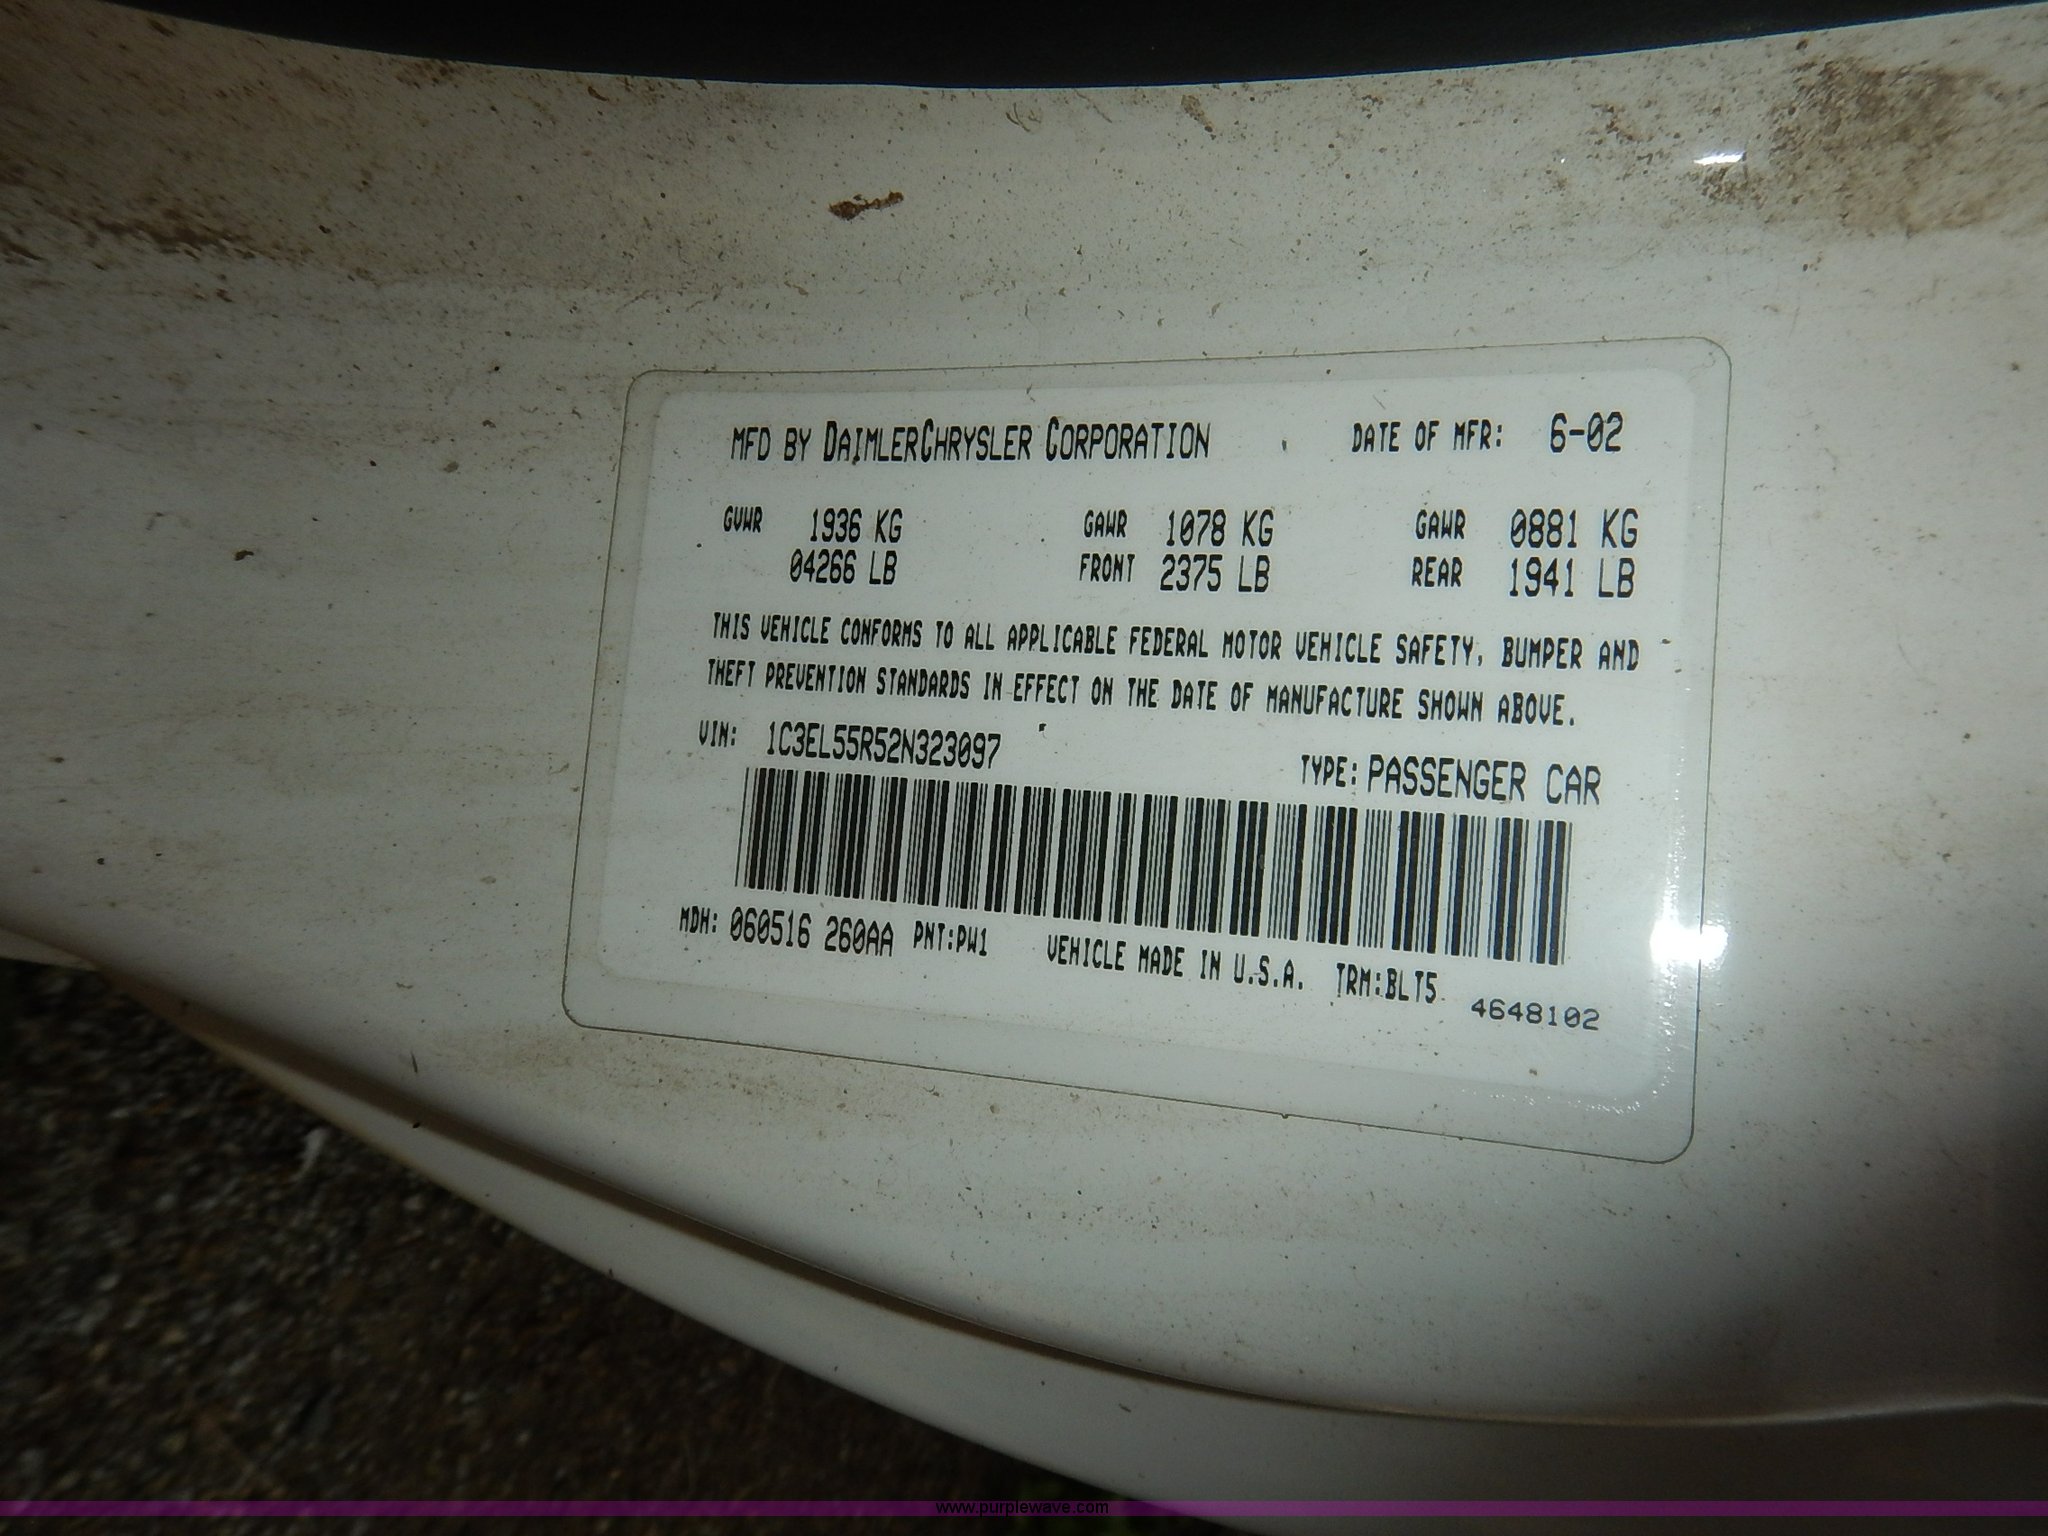 MFD BY DAIMLERCHRYSLER CORPORATION DATE OF MFR: 6-02
GVWR 1936 KG GAWR 1078 KG GAWR 0881 KG
04266 LB FRONT 2375 LB REAR 1941 LB
THIS VEHICLE CONFORMS TO ALL APPLICABLE FEDERAL MOTOR VEHICLE SAFETY, BUMPER AND
THEFT PREVENTION STANDARDS IN EFFECT ON THE DATE OF MANUFACTURE SHOWN ABOVE.
VIN: 1C3EL55R52N323097 TYPE: PASSENGER CAR
MDH: 060516 260AA PNT:PW1 VEHICLE MADE IN U.S.A. TRM:BLT5
4648102
www.purplewave.com